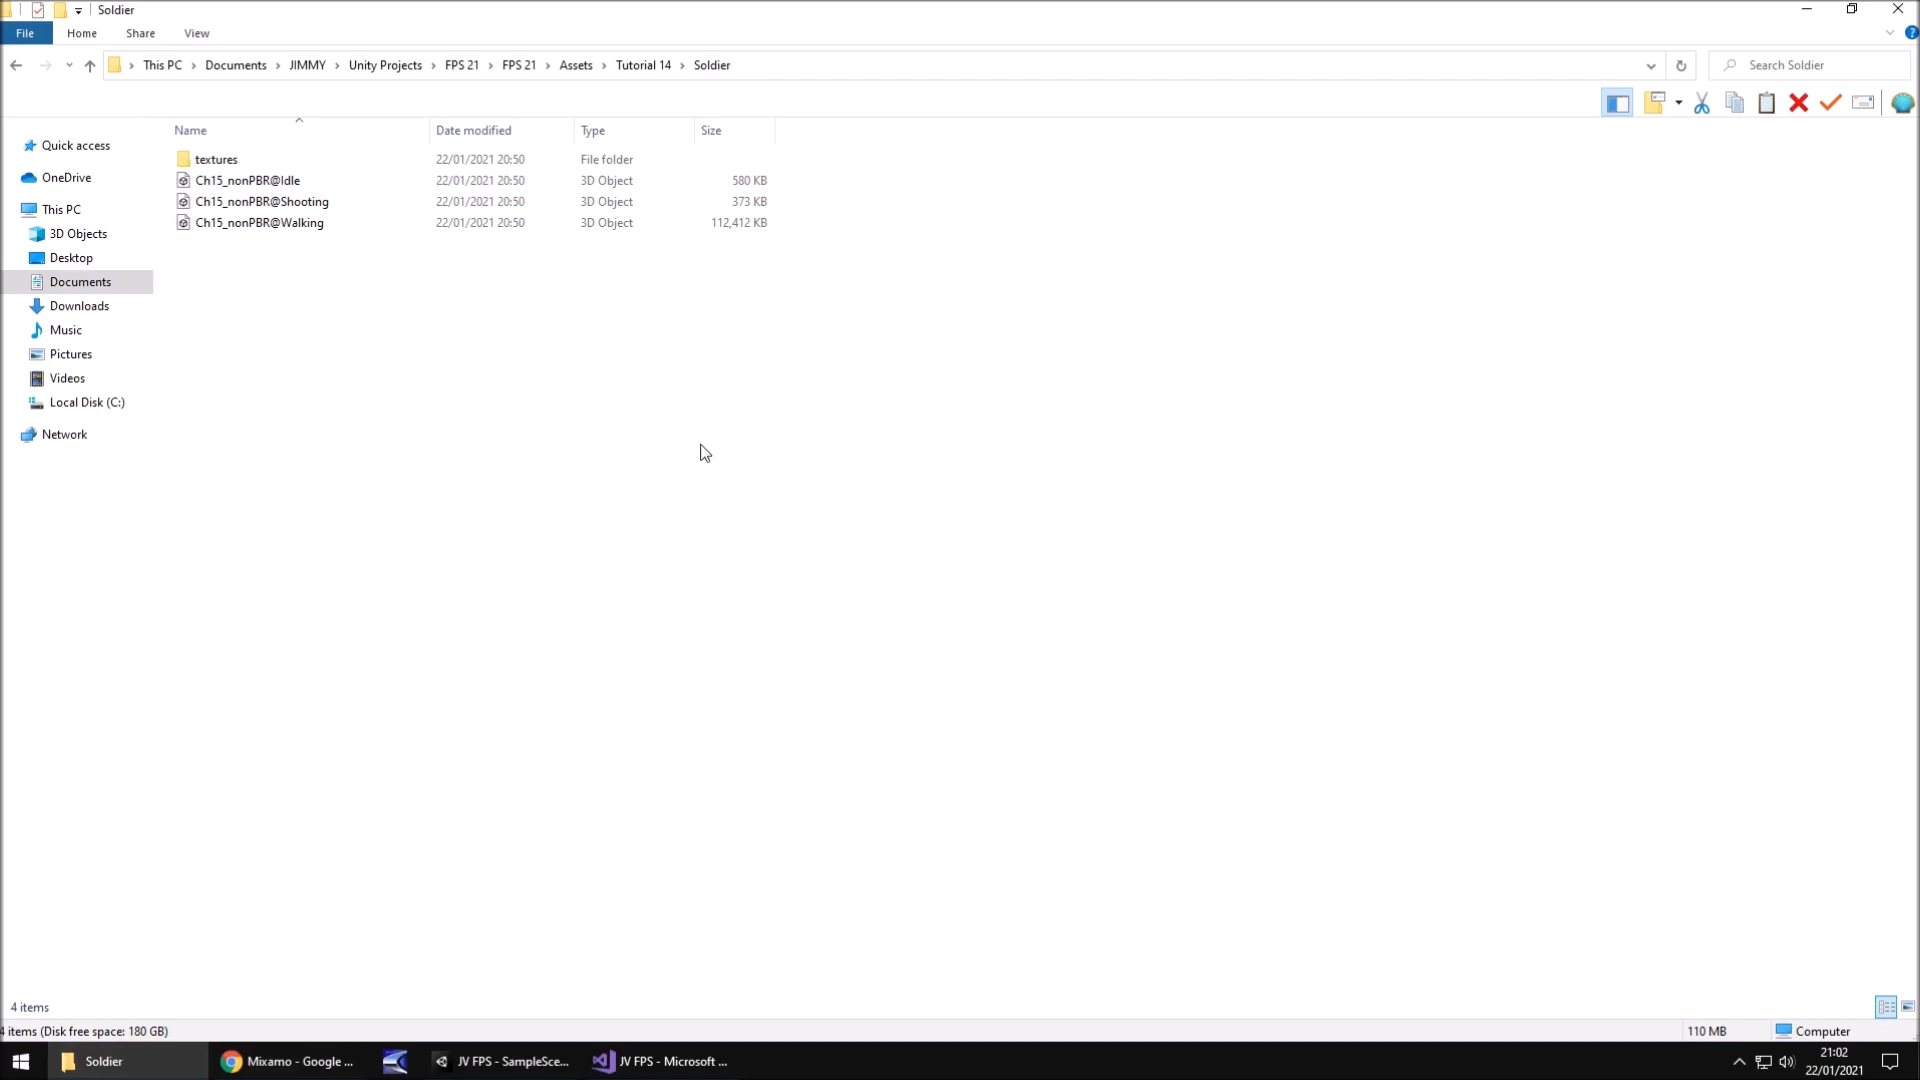 Soldier
File Home Share View
This PC > Documents > JIMMY > Unity Projects > FPS 21 > FPS 21 > Assets > Tutorial 14 > Soldier
Search Soldier
Name Date modified Type Size
textures 22/01/2021 20:50 File folder
Ch15_nonPBR@Idle 22/01/2021 20:50 3D Object 580 KB
Ch15_nonPBR@Shooting 22/01/2021 20:50 3D Object 373 KB
Ch15_nonPBR@Walking 22/01/2021 20:50 3D Object 112,412 KB
Quick access
OneDrive
This PC
3D Objects
Desktop
Documents
Downloads
Music
Pictures
Videos
Local Disk (C:)
Network
4 items
4 items (Disk free space: 180 GB) 110 MB Computer
Soldier Mixamo - Google ... JV FPS - SampleSce... JV FPS - Microsoft ... 21:02
22/01/2021